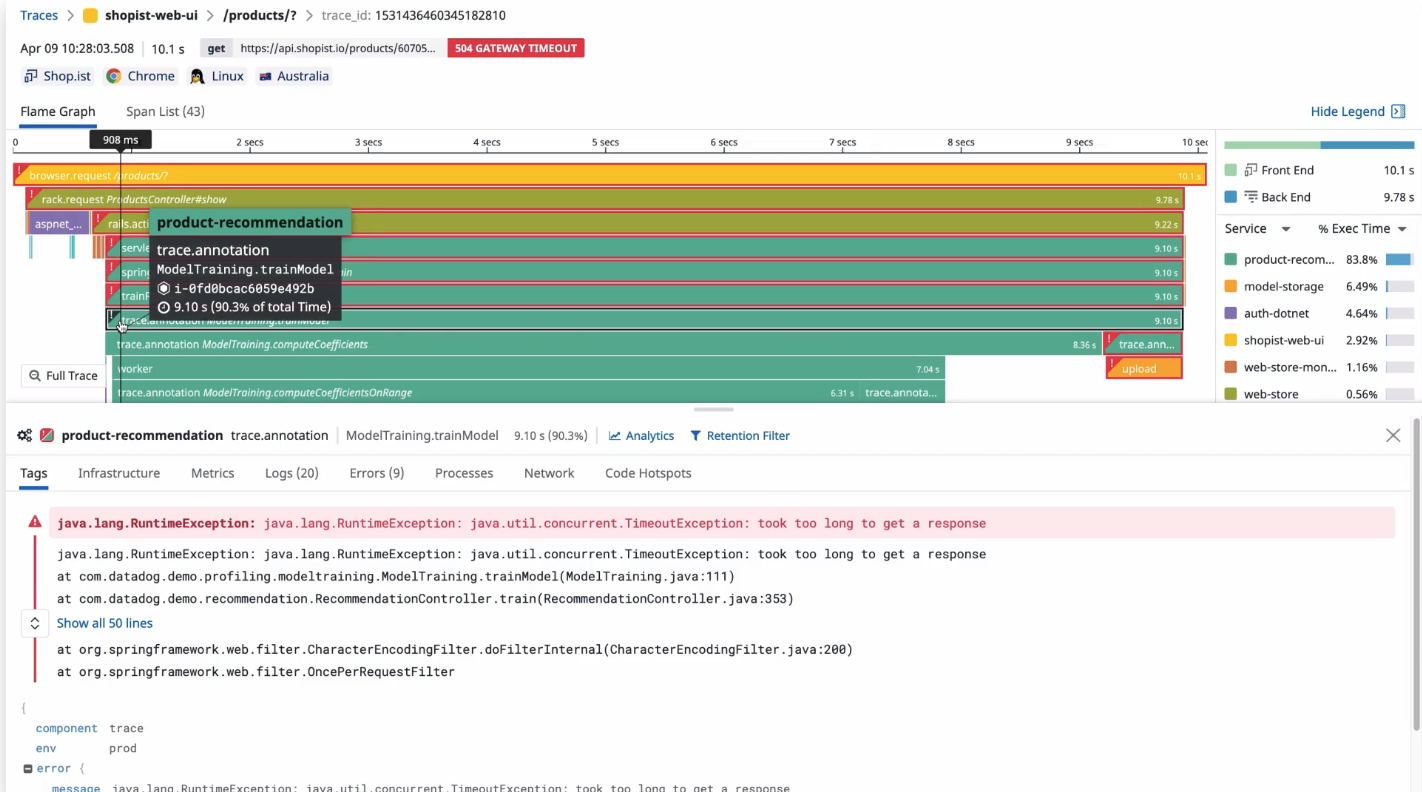 Traces > shopist-web-ui > /products/? > trace_id: 1531436460345182810
Apr 09 10:28:03.508 10.1 s get https://api.shopist.io/products/60705... 504 GATEWAY TIMEOUT
Shop.ist Chrome Linux Australia
Flame Graph Span List (43) Hide Legend
908 ms
0 2 secs 3 secs 4 secs 5 secs 6 secs 7 secs 8 secs 9 secs 10 sec
browser.request /products/? 10.1 s
rack.request ProductsController#show 9.78 s
aspnet_... rails.acti 9.22 s
product-recommendation
trace.annotation
ModelTraining.trainModel
i-0fd0bcac6059e492b
9.10 s (90.3% of total Time)
servle 9.10 s
spring in 9.10 s
9.10 s
trace.annotation ModelTraining.trainModel 9.10 s
trace.annotation ModelTraining.computeCoefficients 8.36 s trace.ann...
worker 7.04 s upload
trace.annotation ModelTraining.computeCoefficientsOnRange 6.31 s trace.annota...
Full Trace
Front End 10.1 s
Back End 9.78 s
Service % Exec Time
product-recom... 83.8%
model-storage 6.49%
auth-dotnet 4.64%
shopist-web-ui 2.92%
web-store-mon... 1.16%
web-store 0.56%
product-recommendation trace.annotation ModelTraining.trainModel 9.10 s (90.3%) Analytics Retention Filter
Tags Infrastructure Metrics Logs (20) Errors (9) Processes Network Code Hotspots
java.lang.RuntimeException: java.lang.RuntimeException: java.util.concurrent.TimeoutException: took too long to get a response
java.lang.RuntimeException: java.lang.RuntimeException: java.util.concurrent.TimeoutException: took too long to get a response
at com.datadog.demo.profiling.modeltraining.ModelTraining.trainModel(ModelTraining.java:111)
at com.datadog.demo.recommendation.RecommendationController.train(RecommendationController.java:353)
Show all 50 lines
at org.springframework.web.filter.CharacterEncodingFilter.doFilterInternal(CharacterEncodingFilter.java:200)
at org.springframework.web.filter.OncePerRequestFilter
{
component trace
env prod
error {
message java.lang.RuntimeException: java.util.concurrent.TimeoutException: took too long to get a response